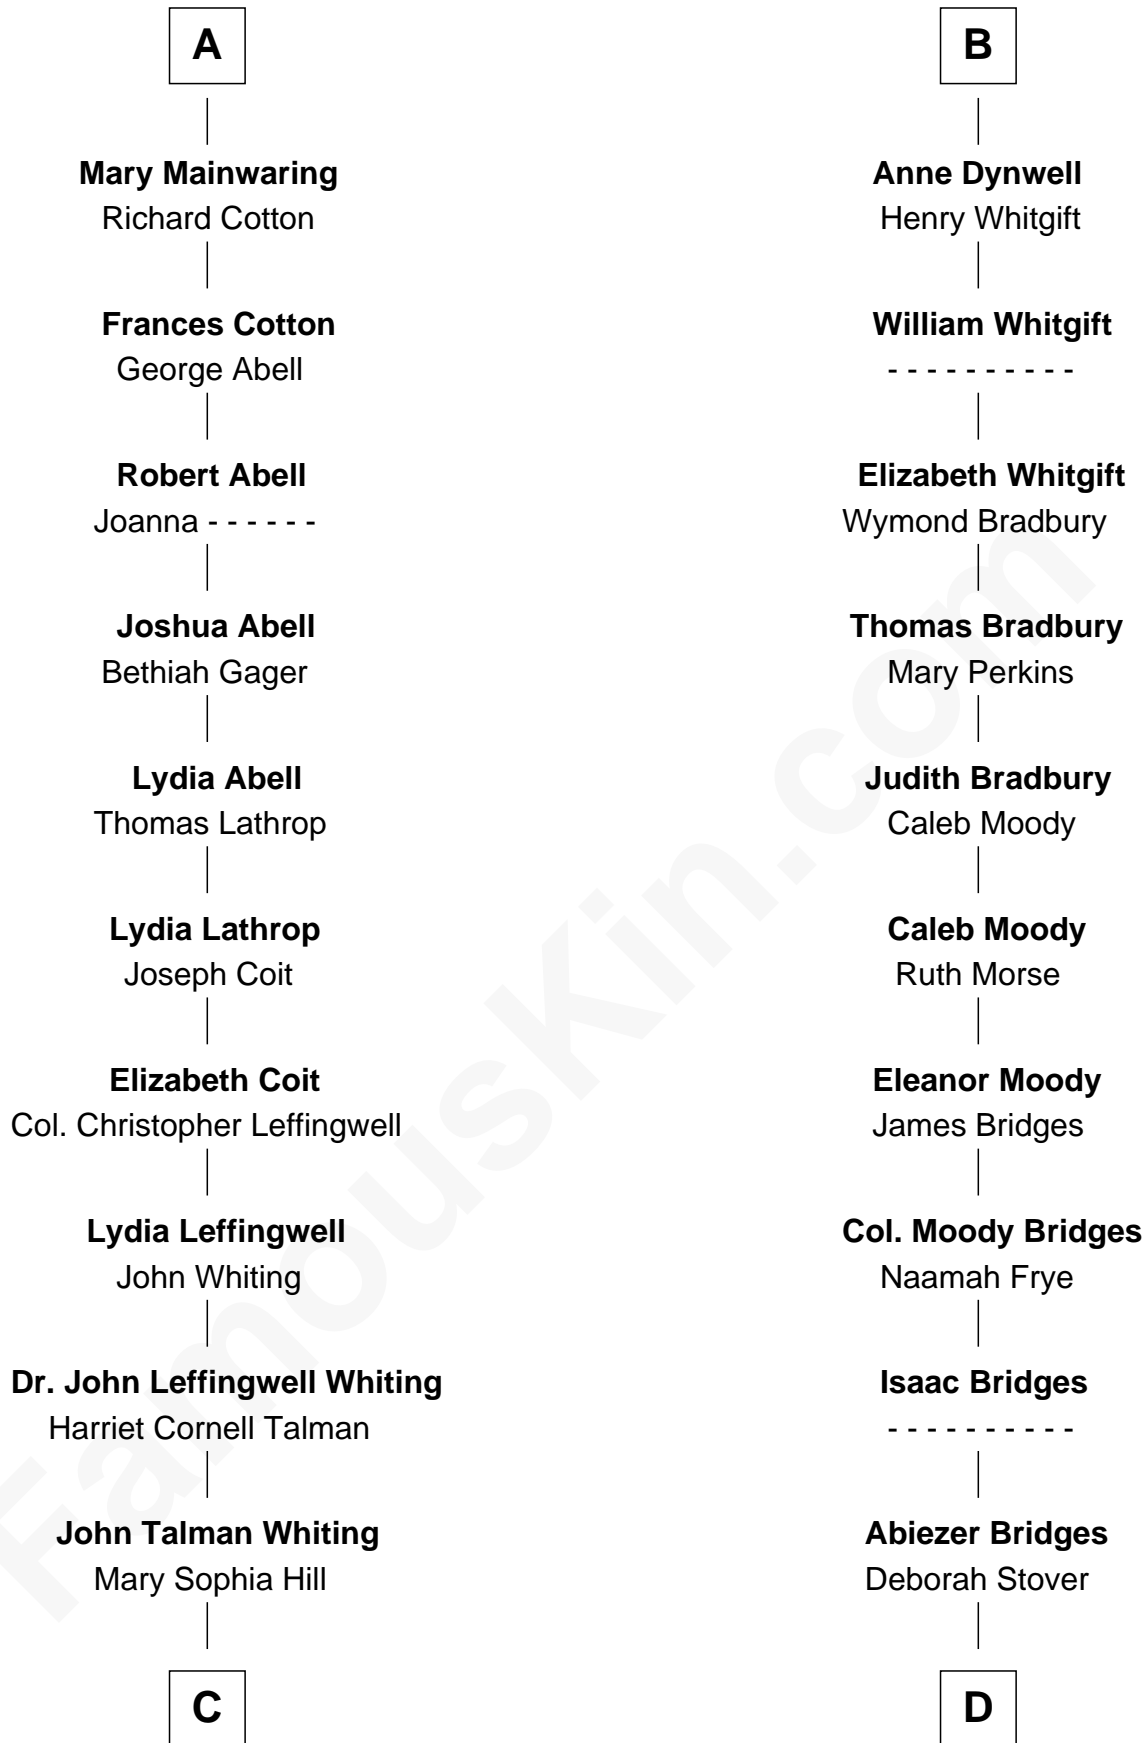 A
Mary Mainwaring
Richard Cotton
Frances Cotton
George Abell
Robert Abell
Joanna - - - - - -
Joshua Abell
Bethiah Gager
Lydia Abell
Thomas Lathrop
Lydia Lathrop
Joseph Coit
Elizabeth Coit
Col. Christopher Leffingwell
Lydia Leffingwell
John Whiting
Dr. John Leffingwell Whiting
Harriet Cornell Talman
John Talman Whiting
Mary Sophia Hill
C
B
Anne Dynwell
Henry Whitgift
William Whitgift
- - - - - - - - - -
Elizabeth Whitgift
Wymond Bradbury
Thomas Bradbury
Mary Perkins
Judith Bradbury
Caleb Moody
Caleb Moody
Ruth Morse
Eleanor Moody
James Bridges
Col. Moody Bridges
Naamah Frye
Isaac Bridges
- - - - - - - - - -
Abiezer Bridges
Deborah Stover
D
FamousKin.com